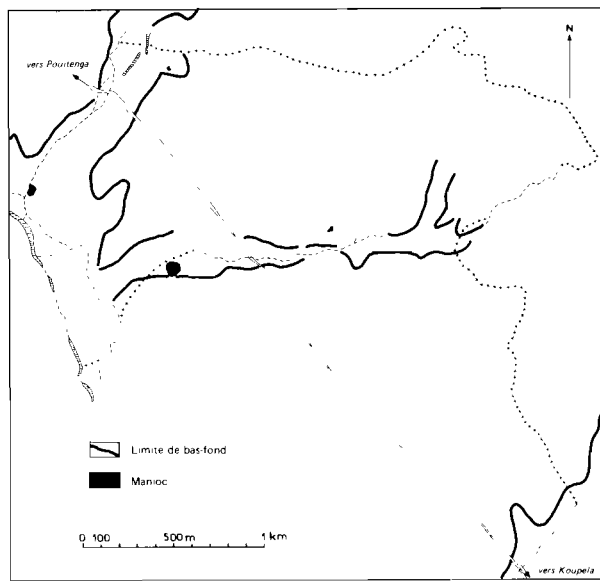 N
vers Pouitenga
Limite de bas-fond
Manioc
0 100 500 m 1 km
vers Koupela